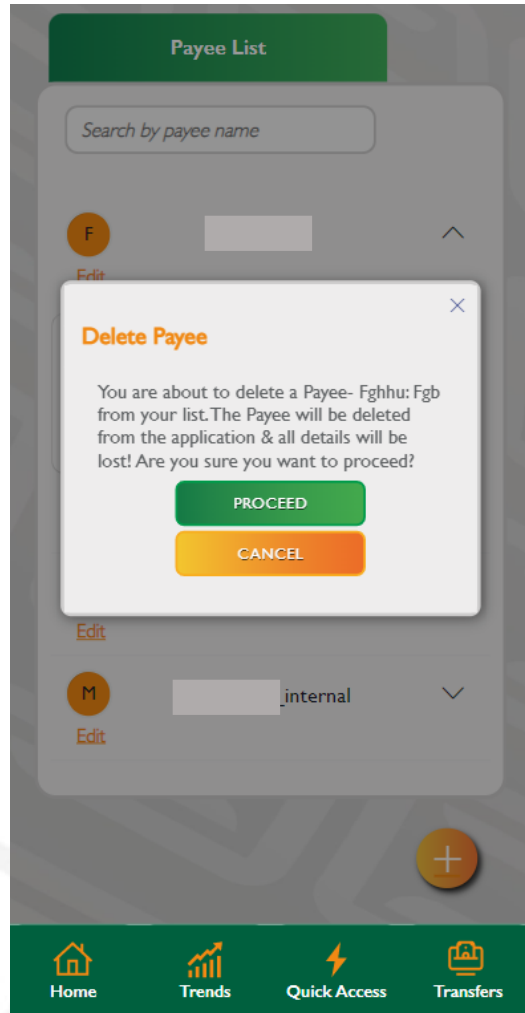 Payee List
Search by payee name
F
Edit
Delete Payee
You are about to delete a Payee- Fghhu: Fgb
from your list. The Payee will be deleted
from the application & all details will be
lost! Are you sure you want to proceed?
PROCEED
CANCEL
Edit
M
_internal
Edit
Home
Trends
Quick Access
Transfers